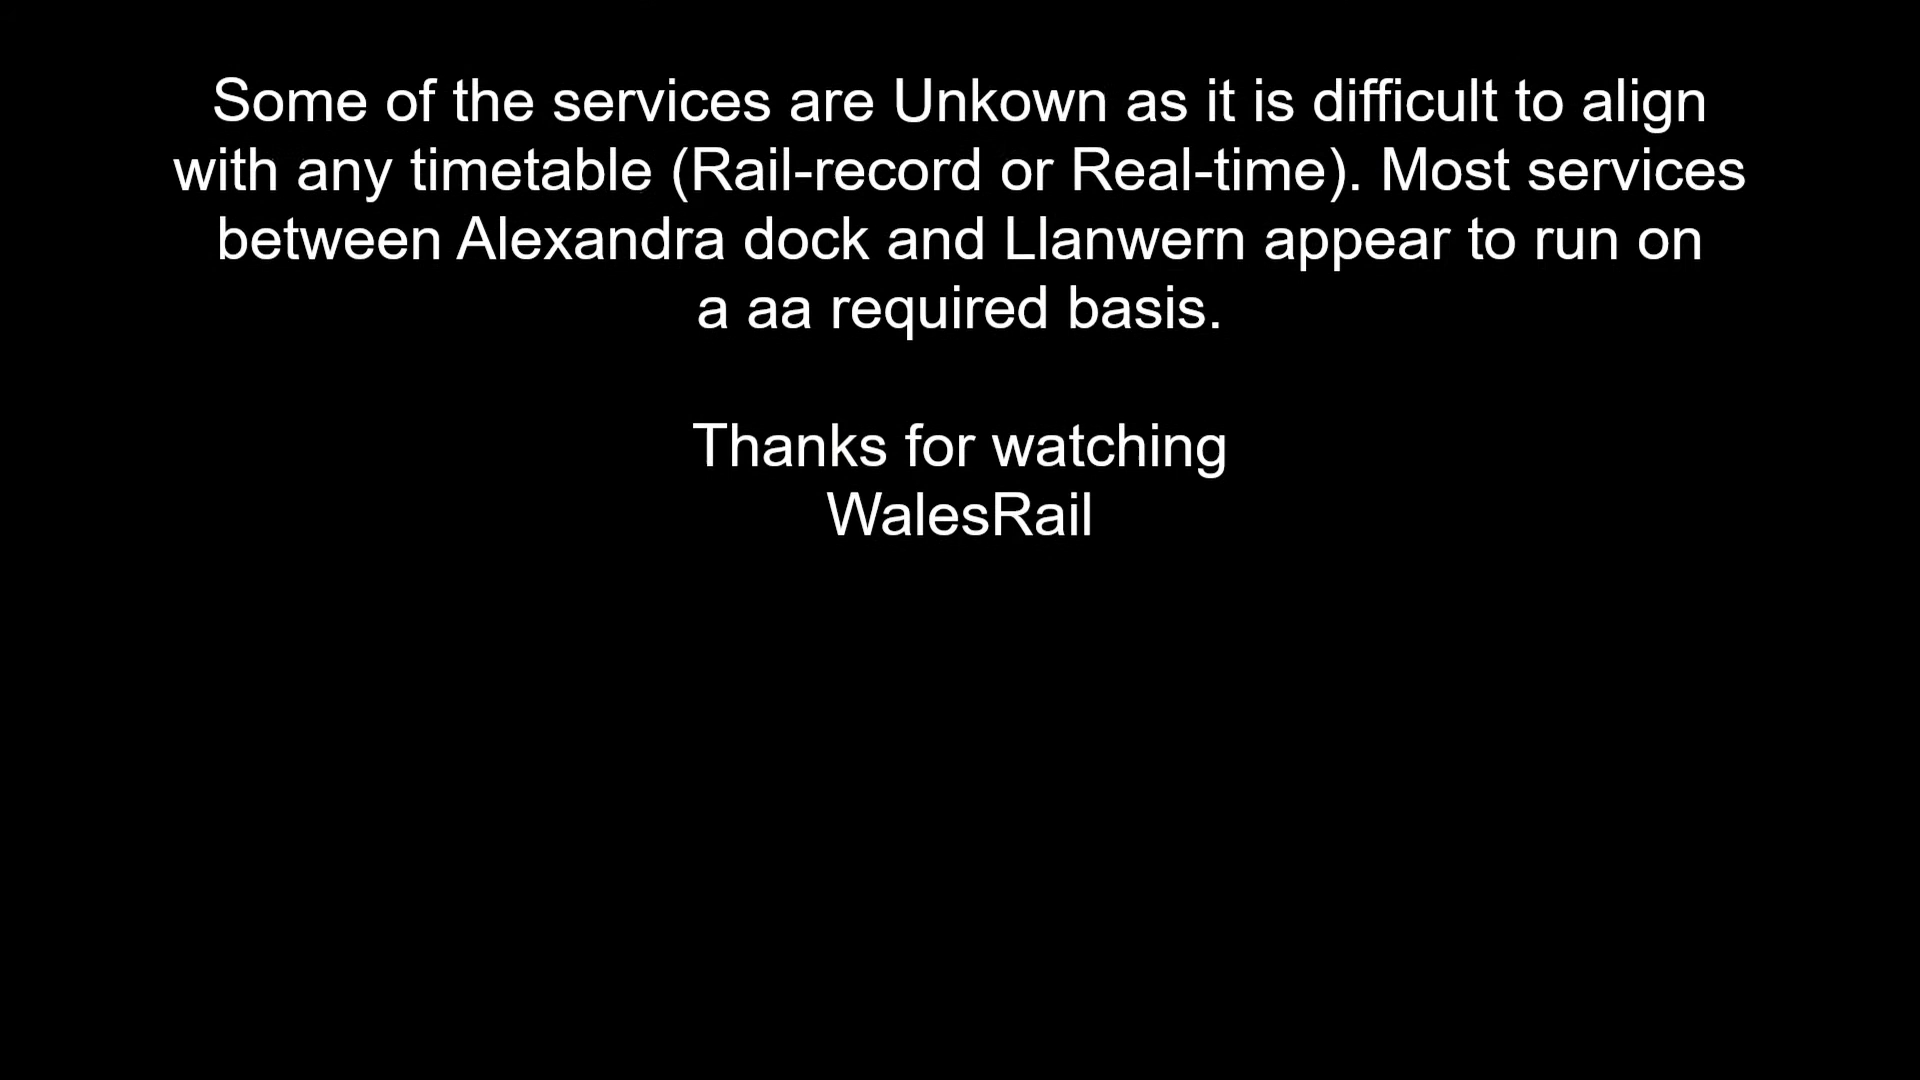 Some of the services are Unkown as it is difficult to align
with any timetable (Rail-record or Real-time). Most services
between Alexandra dock and Llanwern appear to run on
a aa required basis.
Thanks for watching
WalesRail